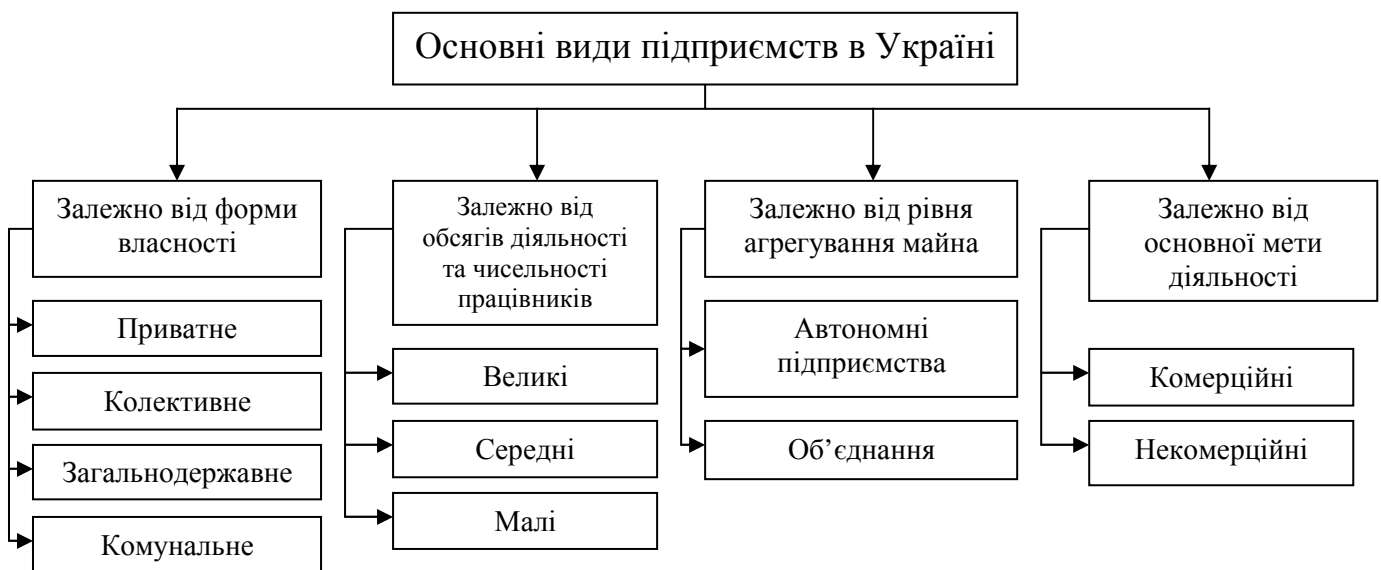 Основні види підприємств в Україні
Залежно від форми
власності
Приватне
Колективне
Загальнодержавне
Комунальне
Залежно від
обсягів діяльності
та чисельності
працівників
Великі
Середні
Малі
Залежно від рівня
агрегування майна
Автономні
підприємства
Об’єднання
Залежно від
основної мети
діяльності
Комерційні
Некомерційні